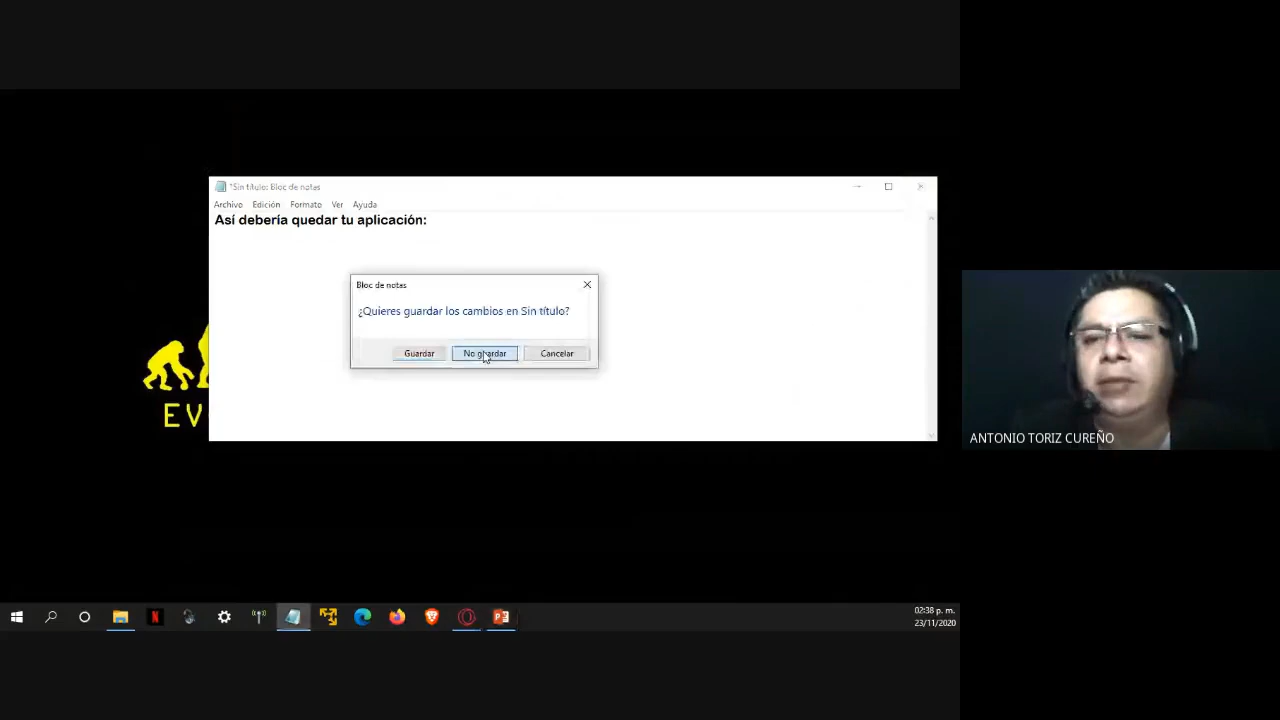 *Sin título: Bloc de notas
Archivo Edición Formato Ver Ayuda
Así debería quedar tu aplicación:
Bloc de notas
¿Quieres guardar los cambios en Sin título?
Guardar No guardar Cancelar
EV
ANTONIO TORIZ CUREÑO
02:38 p. m.
23/11/2020